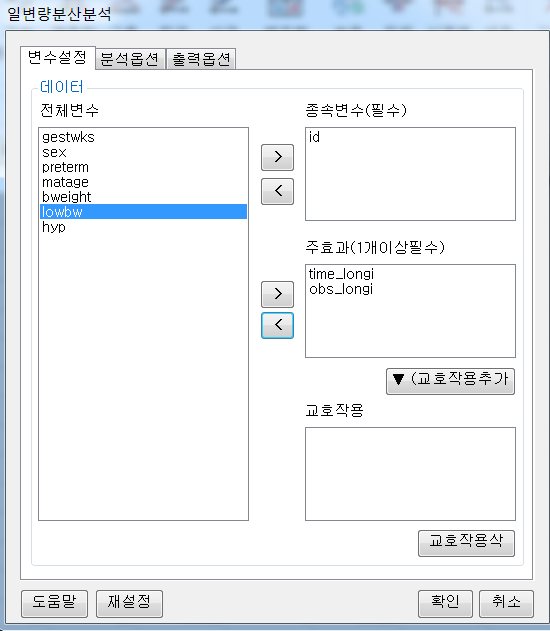 일변량분산분석
변수설정 분석옵션 출력옵션
데이터
전체변수
gestwks
sex
preterm
matage
bweight
lowbw
hyp
>
<
종속변수(필수)
id
>
<
주효과(1개이상필수)
time_longi
obs_longi
▼ (교호작용추가
교호작용
교호작용삭
도움말 재설정 확인 취소